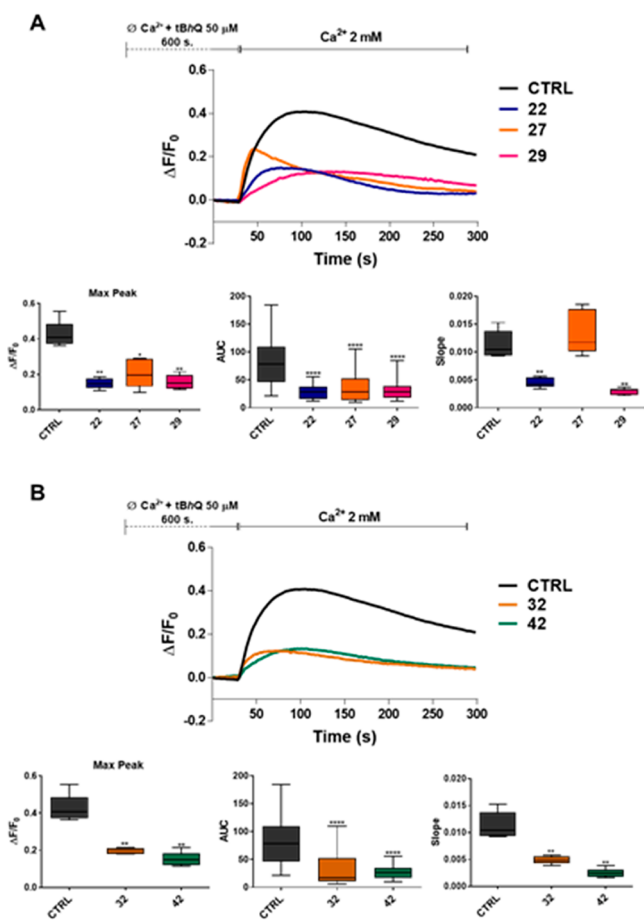 A
Ø Ca²⁺ + tBhQ 50 μM
600 s.
Ca²⁺ 2 mM
0.6
0.4
0.2
0.0
-0.2
ΔF/F₀
50 100 150 200 250 300
Time (s)
CTRL
22
27
29
Max Peak
0.6
0.4
0.2
0.0
ΔF/F₀
** * **
CTRL 22 27 29
200
150
100
50
0
AUC
**** **** ****
CTRL 22 27 29
0.020
0.015
0.010
0.005
0.000
Slope
** **
CTRL 22 27 29
B
Ø Ca²⁺ + tBhQ 50 μM
600 s.
Ca²⁺ 2 mM
0.6
0.4
0.2
0.0
-0.2
ΔF/F₀
50 100 150 200 250 300
Time (s)
CTRL
32
42
Max Peak
0.6
0.4
0.2
0.0
ΔF/F₀
** **
CTRL 32 42
200
150
100
50
0
AUC
**** ****
CTRL 32 42
0.020
0.015
0.010
0.005
0.000
Slope
** **
CTRL 32 42